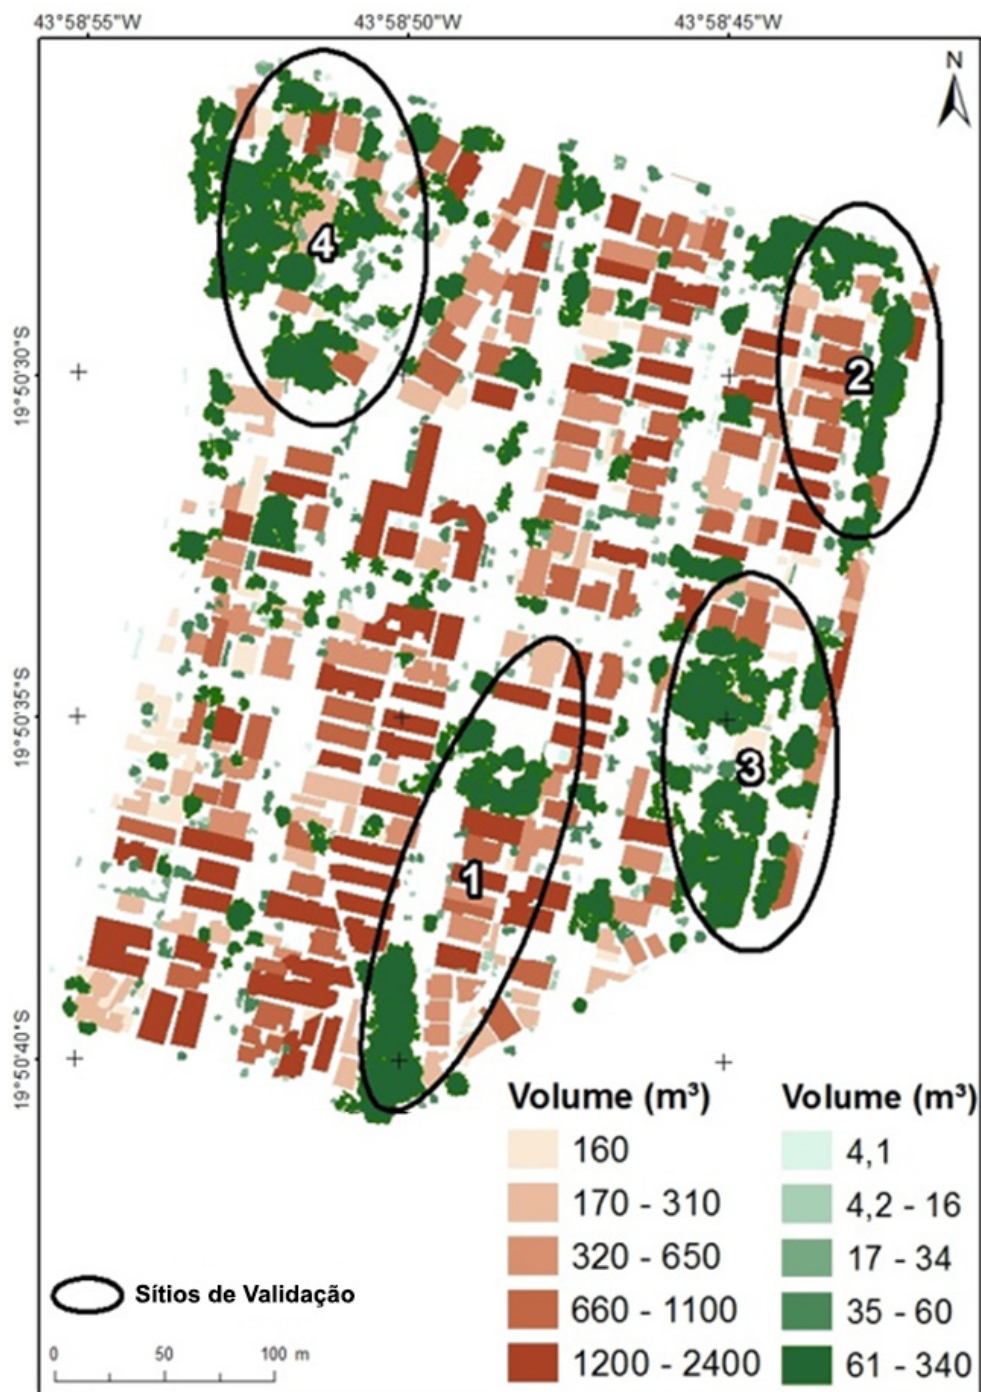 43°58'55"W 43°58'50"W 43°58'45"W
N
4
2
19°50'30"S
19°50'35"S
3
1
19°50'40"S
Volume (m³) Volume (m³)
160 4,1
170 - 310 4,2 - 16
320 - 650 17 - 34
660 - 1100 35 - 60
1200 - 2400 61 - 340
Sítios de Validação
0 50 100 m